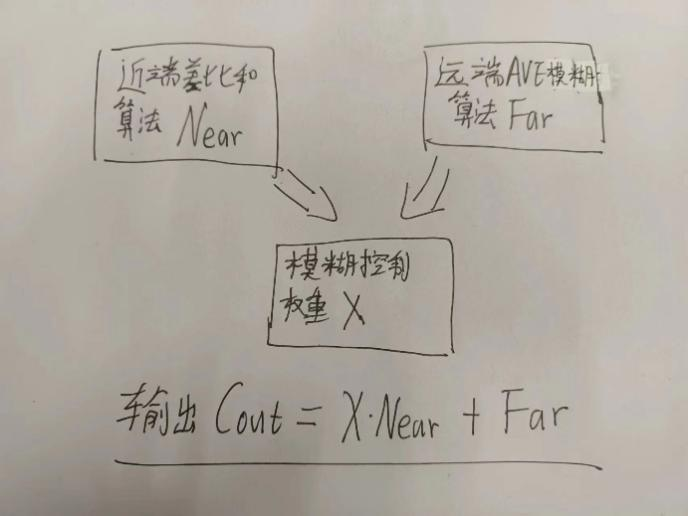 近端差比和
算法 Near
远端AVE模糊
算法 Far
模糊控制
权重 X
输出 Cout = X·Near + Far